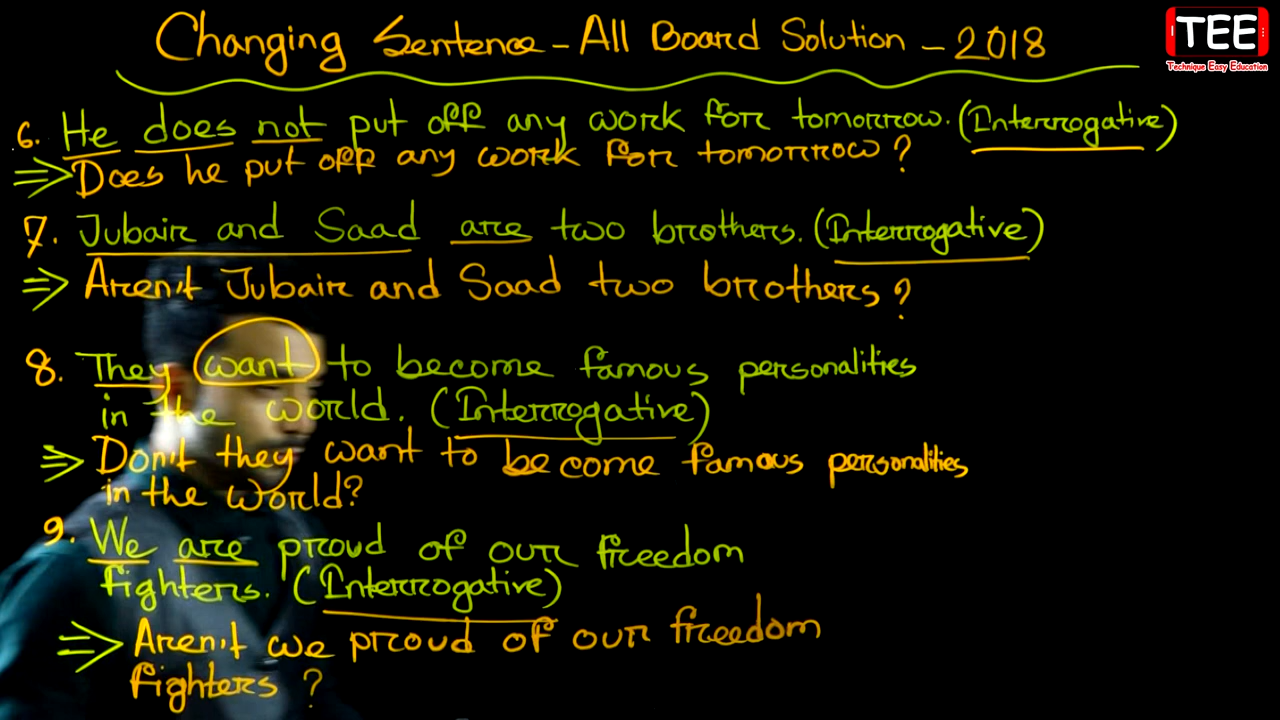 Changing Sentence - All Board Solution - 2018
TEE
Technique Easy Education
6. He does not put off any work for tomorrow. (Interrogative)
⇒ Does he put off any work for tomorrow?
7. Jubair and Saad are two brothers. (Interrogative)
⇒ Aren't Jubair and Saad two brothers?
8. They want to become famous personalities
in the world. (Interrogative)
⇒ Don't they want to become famous personalities
in the world?
9. We are proud of our freedom
fighters. (Interrogative)
⇒ Aren't we proud of our freedom
fighters?